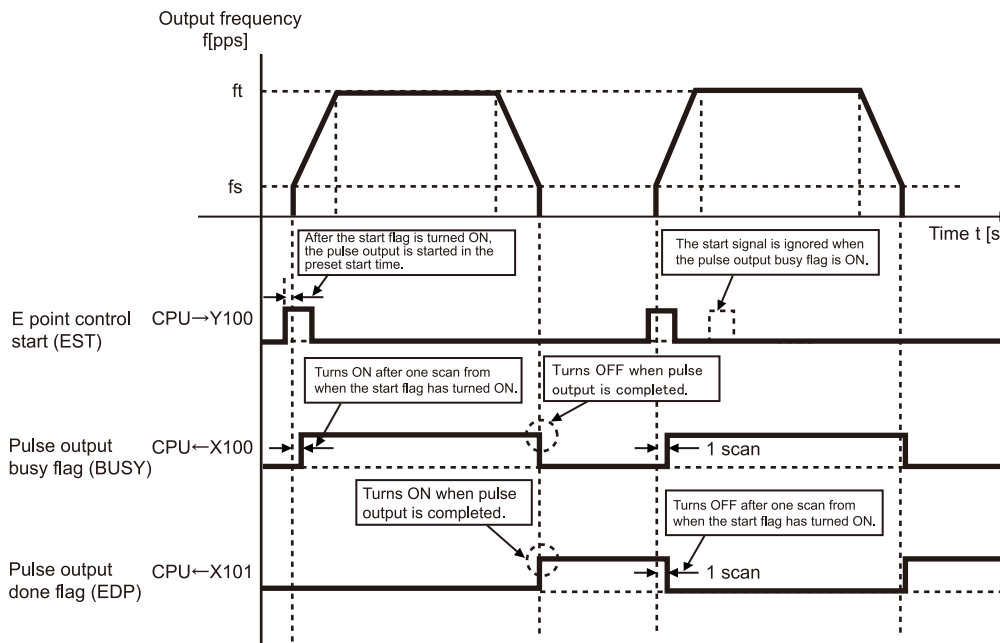 Output frequency
f[pps]
ft
fs
Time t [s
After the start flag is turned ON,
the pulse output is started in the
preset start time.
The start signal is ignored when
the pulse output busy flag is ON.
E point control
start (EST)
CPU→Y100
Turns ON after one scan from
when the start flag has turned ON.
Turns OFF when pulse
output is completed.
Pulse output
busy flag (BUSY)
CPU←X100
1 scan
Turns ON when pulse
output is completed.
Turns OFF after one scan from
when the start flag has turned ON.
Pulse output
done flag (EDP)
CPU←X101
1 scan